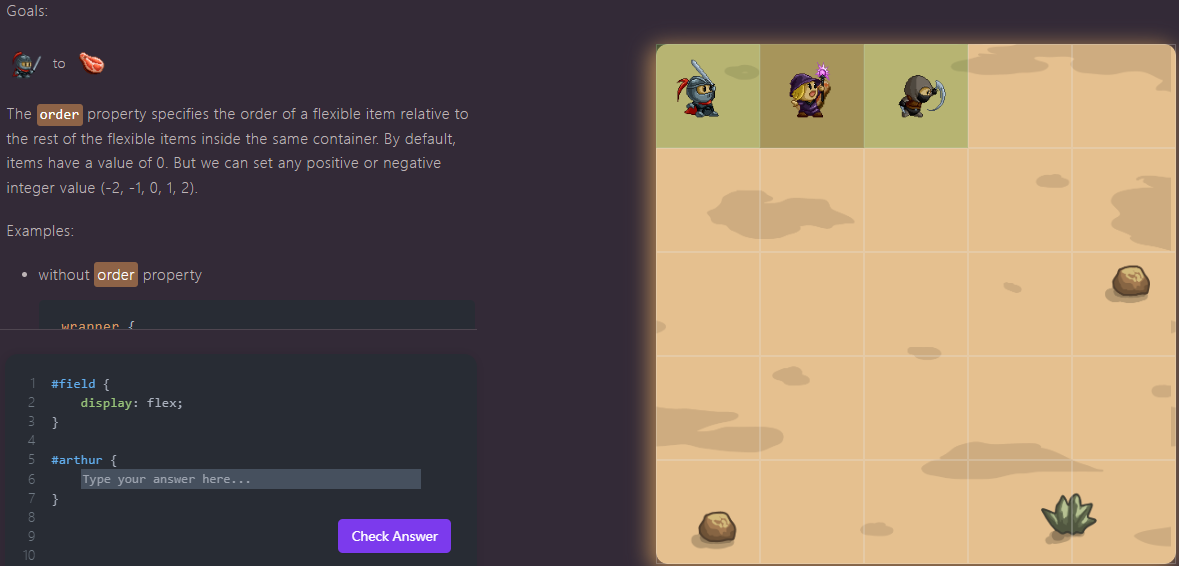 Goals:
to
The order property specifies the order of a flexible item relative to
the rest of the flexible items inside the same container. By default,
items have a value of 0. But we can set any positive or negative
integer value (-2, -1, 0, 1, 2).
Examples:
• without order property
wrapper {
1 #field {
2 display: flex;
3 }
4
5 #arthur {
6 Type your answer here...
7 }
8
9
10
Check Answer